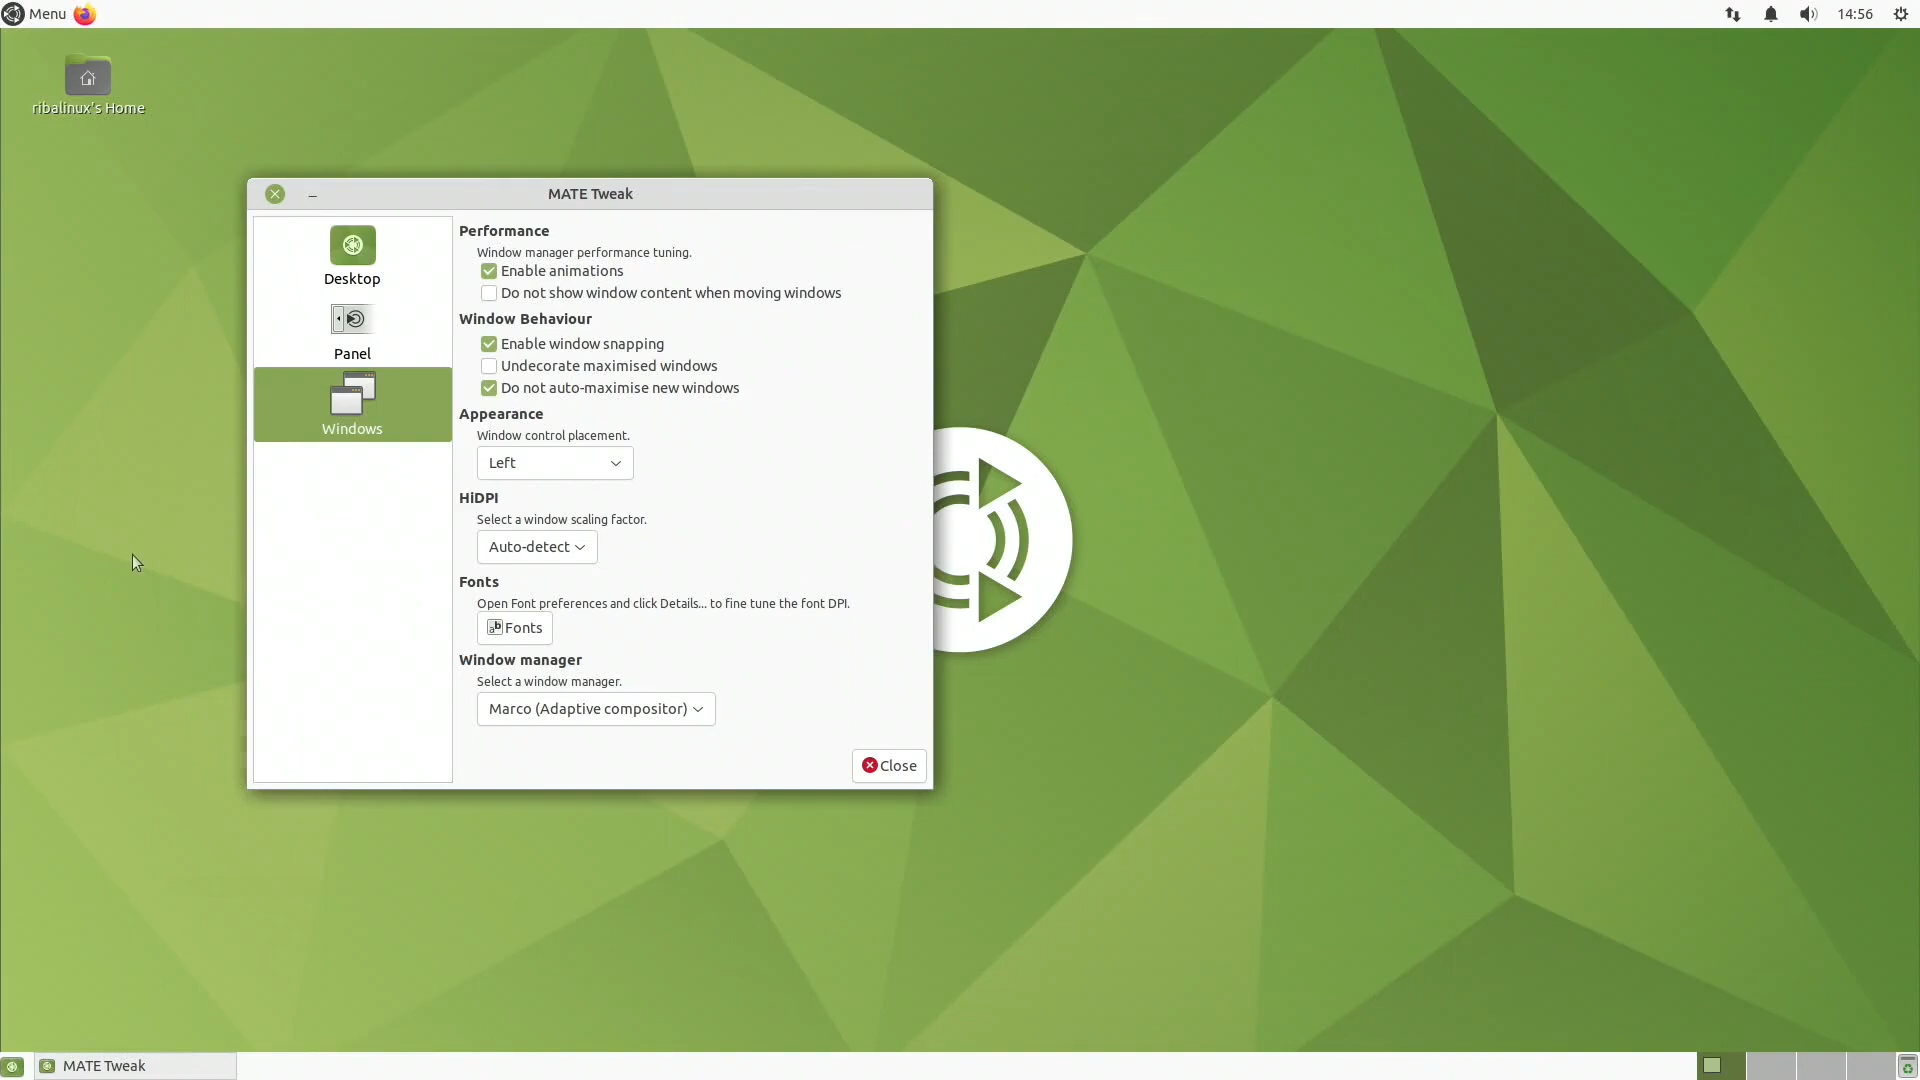 Menu
14:56
ribalinux's Home
MATE Tweak
Desktop
Panel
Windows
Performance
Window manager performance tuning.
Enable animations
Do not show window content when moving windows
Window Behaviour
Enable window snapping
Undecorate maximised windows
Do not auto-maximise new windows
Appearance
Window control placement.
Left
HiDPI
Select a window scaling factor.
Auto-detect
Fonts
Open Font preferences and click Details... to fine tune the font DPI.
Fonts
Window manager
Select a window manager.
Marco (Adaptive compositor)
Close
MATE Tweak